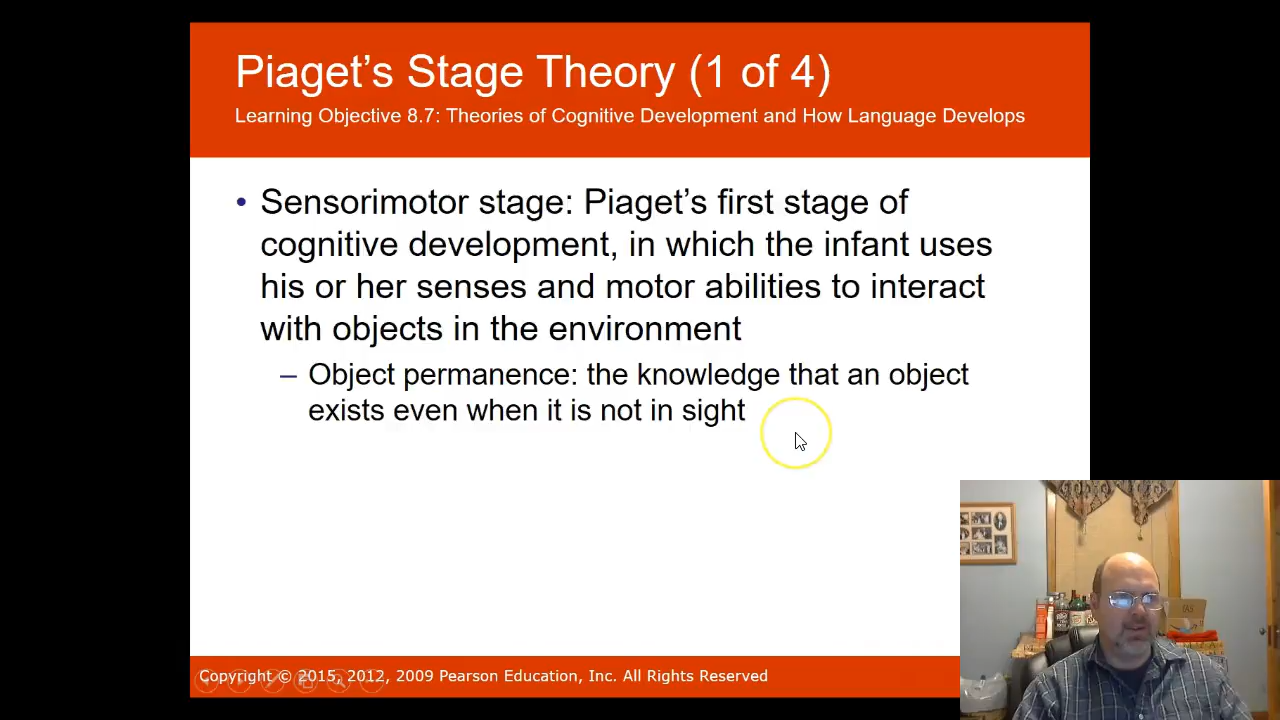 Piaget’s Stage Theory (1 of 4)
Learning Objective 8.7: Theories of Cognitive Development and How Language Develops
• Sensorimotor stage: Piaget’s first stage of
cognitive development, in which the infant uses
his or her senses and motor abilities to interact
with objects in the environment
– Object permanence: the knowledge that an object
exists even when it is not in sight
Copyright © 2015, 2012, 2009 Pearson Education, Inc. All Rights Reserved